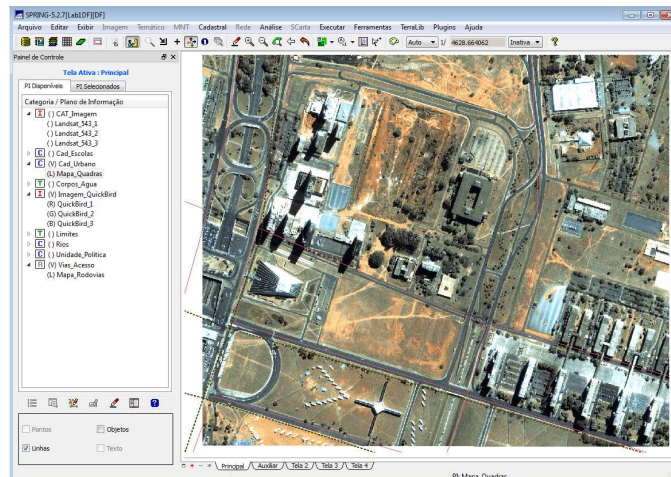 SPRING-5.2.7[Lab1DF][DF]
Arquivo Editar Exibir Imagem Temático MNT Cadastral Rede Análise SCarta Executar Ferramentas TerraLib Plugins Ajuda
Auto 1/ 4628.664062 Inativa
Painel de Controle
Tela Ativa : Principal
PI Disponíveis PI Selecionados
Categoria / Plano de Informação
I () CAT_Imagem
() Landsat_543_1
() Landsat_543_2
() Landsat_543_3
C () Cad_Escolas
C (V) Cad_Urbano
(L) Mapa_Quadras
T () Corpos_Agua
I (V) Imagem_QuickBird
(R) QuickBird_1
(G) QuickBird_2
(B) QuickBird_3
T () Limites
C () Rios
C () Unidade_Politica
R (V) Vias_Acesso
(L) Mapa_Rodovias
Pontos Objetos
Linhas Texto
Principal Auxiliar Tela 2 Tela 3 Tela 4
PI: Mapa_Quadras